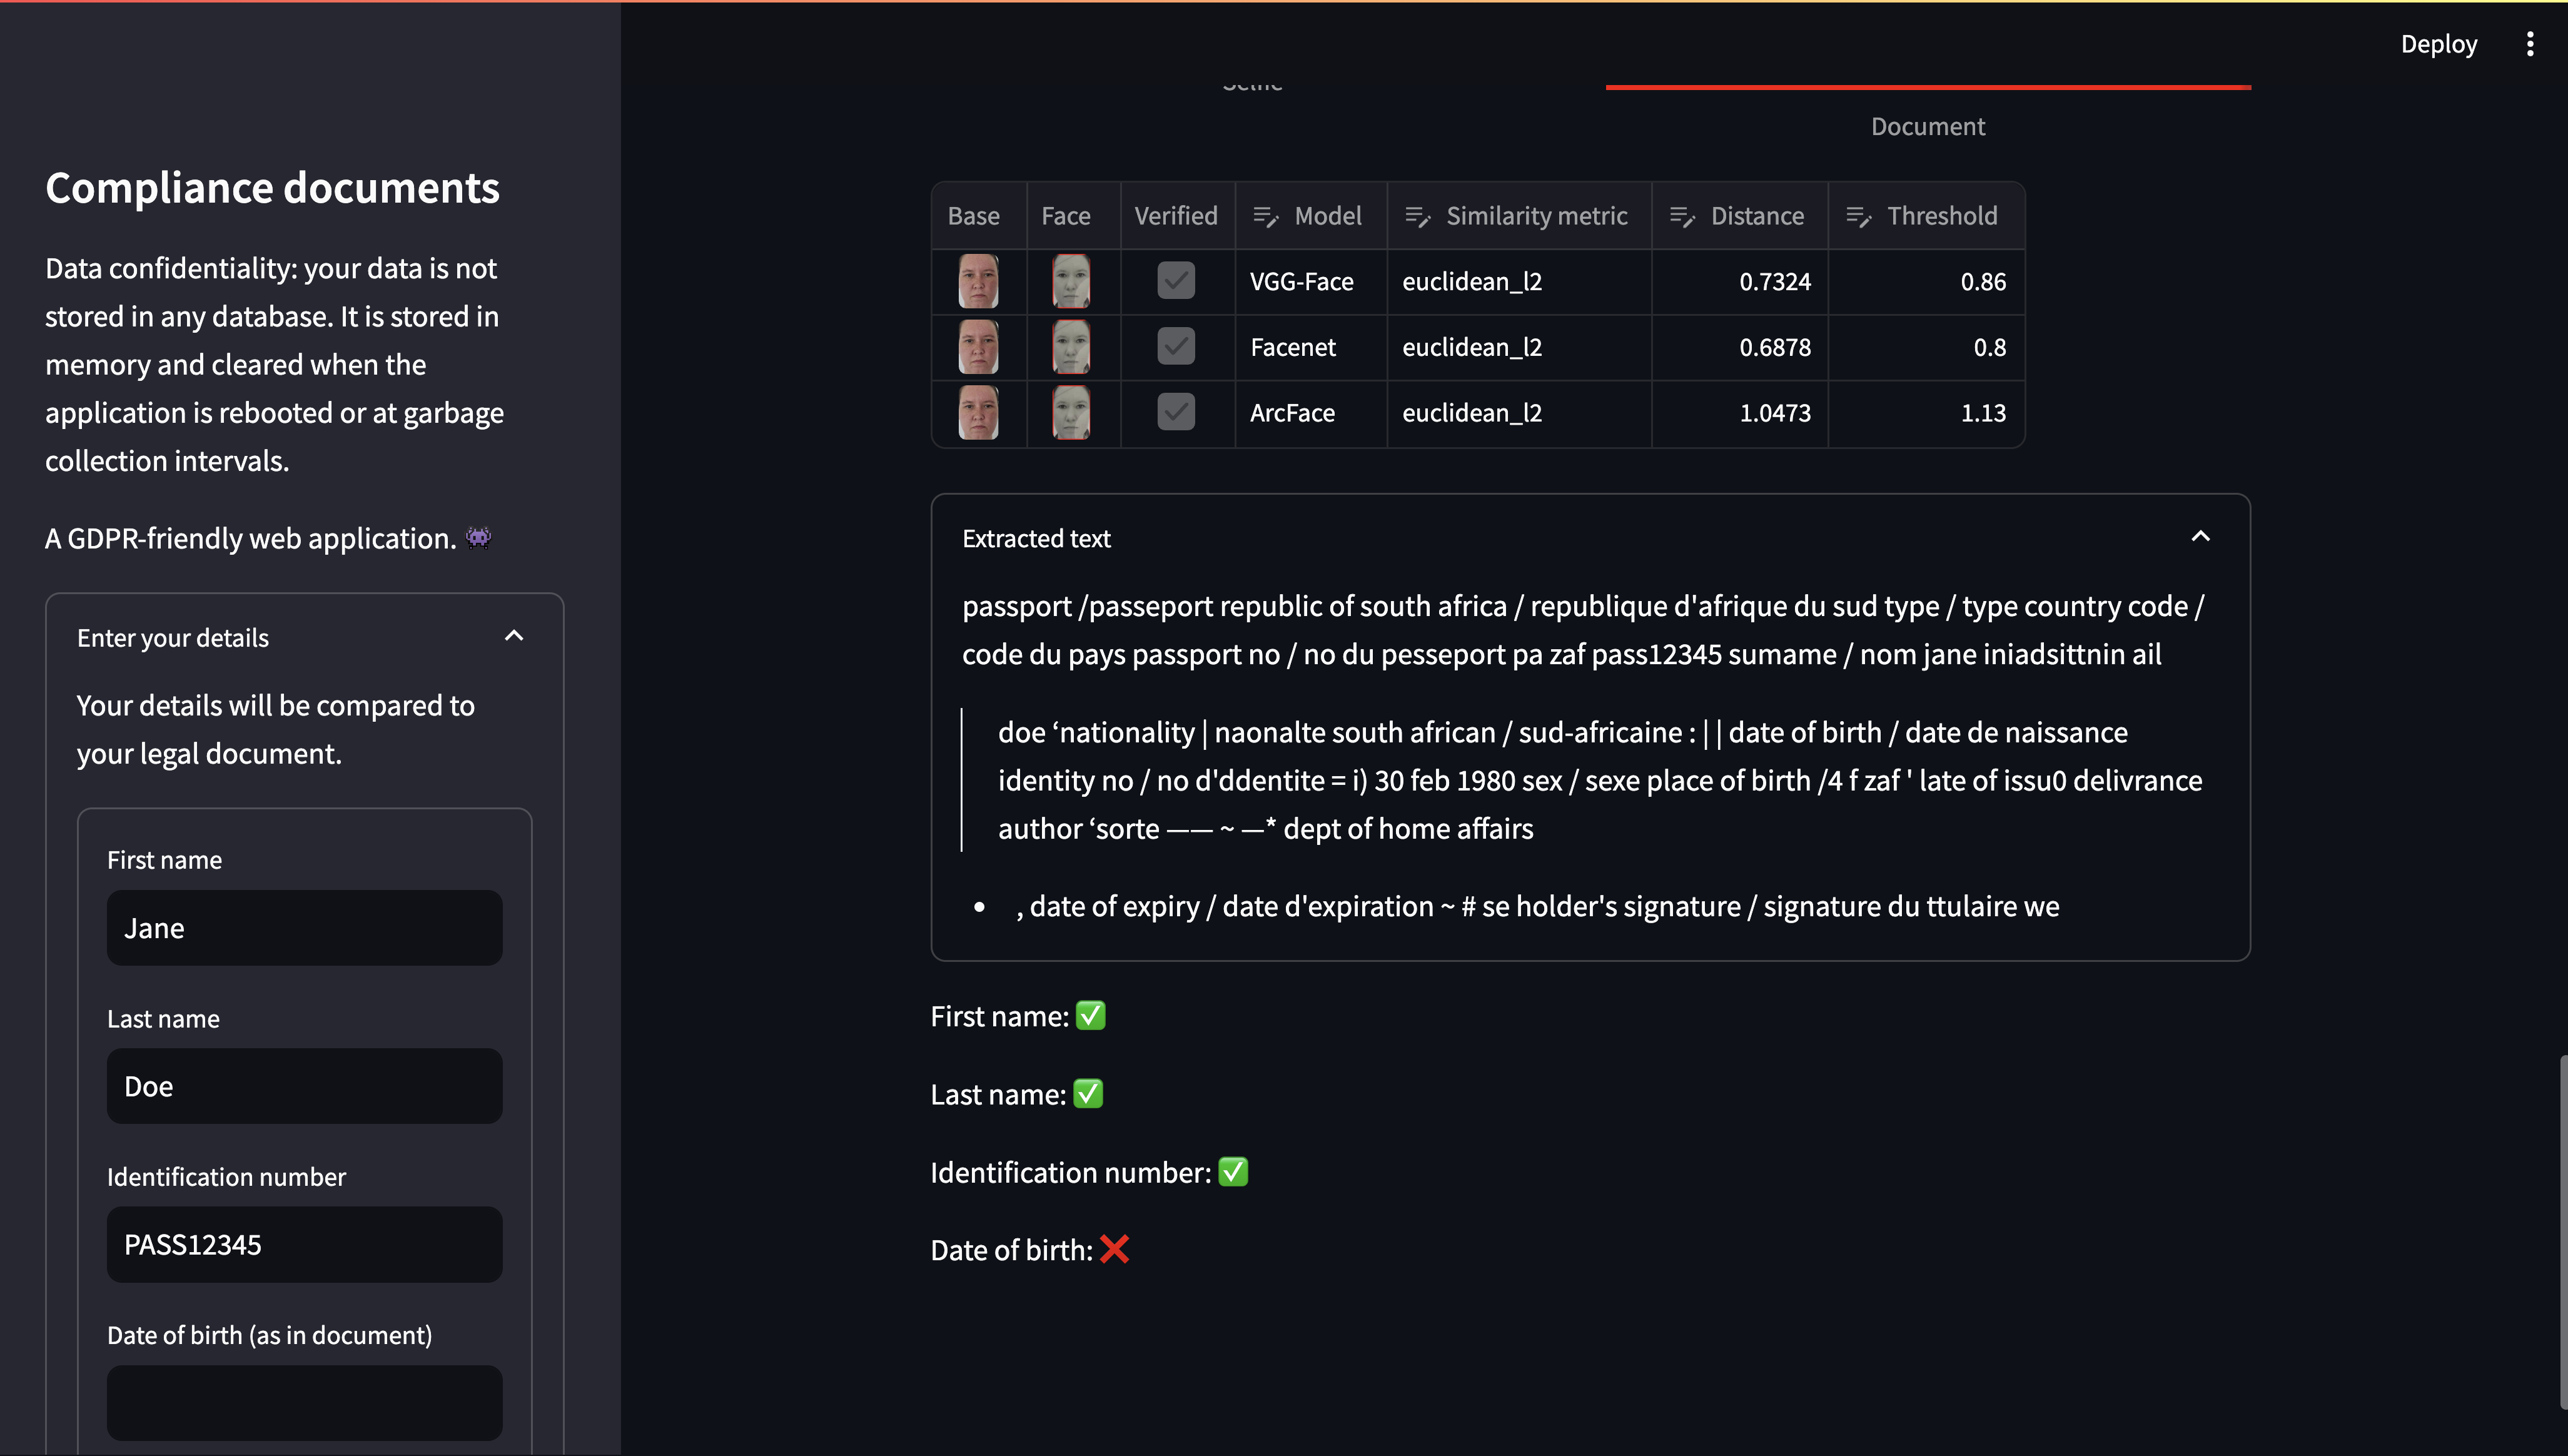 Deploy
Selfie
Document
Compliance documents
Data confidentiality: your data is not
stored in any database. It is stored in
memory and cleared when the
application is rebooted or at garbage
collection intervals.
A GDPR-friendly web application. 👾
Enter your details
Your details will be compared to
your legal document.
First name
Jane
Last name
Doe
Identification number
PASS12345
Date of birth (as in document)
Base Face Verified Model Similarity metric Distance Threshold
VGG-Face euclidean_l2 0.7324 0.86
Facenet euclidean_l2 0.6878 0.8
ArcFace euclidean_l2 1.0473 1.13
Extracted text
passport /passeport republic of south africa / republique d'afrique du sud type / type country code /
code du pays passport no / no du pesseport pa zaf pass12345 sumame / nom jane iniadsittnin ail
doe ‘nationality | naonalte south african / sud-africaine : | | date of birth / date de naissance
identity no / no d'ddentite = i) 30 feb 1980 sex / sexe place of birth /4 f zaf ' late of issu0 delivrance
author ‘sorte —— ~ —* dept of home affairs
• , date of expiry / date d'expiration ~ # se holder's signature / signature du ttulaire we
First name: ✅
Last name: ✅
Identification number: ✅
Date of birth: ❌